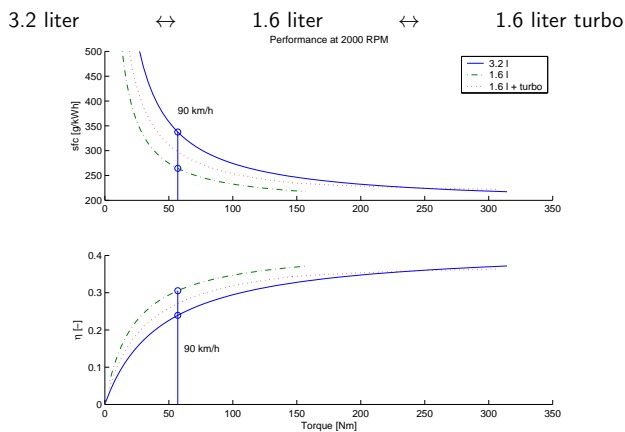 3.2 liter ↔ 1.6 liter ↔ 1.6 liter turbo
Performance at 2000 RPM
500
450
400
350
300
250
200
sfc [g/kWh]
90 km/h
3.2 l
1.6 l
1.6 l + turbo
0 50 100 150 200 250 300 350
0.4
0.3
0.2
0.1
0
η [–]
90 km/h
0 50 100 150 200 250 300 350
Torque [Nm]